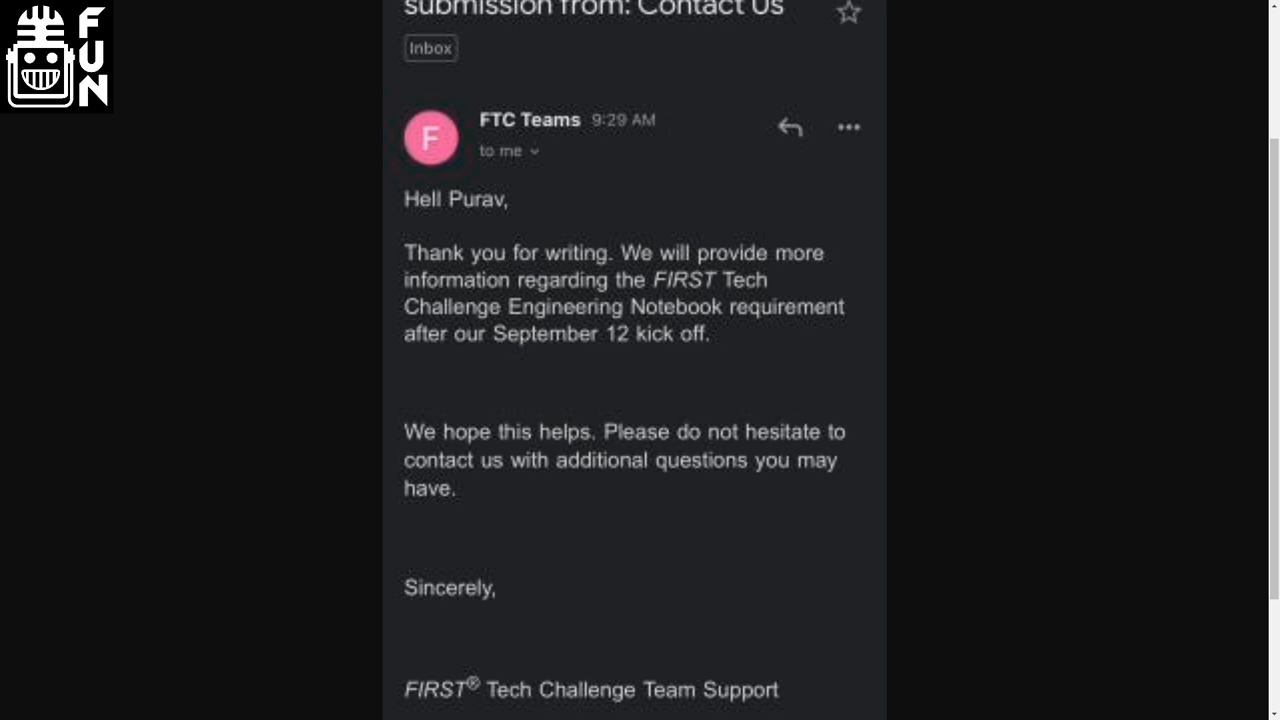 FUN
submission from: Contact Us
Inbox
F
FTC Teams 9:29 AM
to me
Hell Purav,
Thank you for writing. We will provide more
information regarding the FIRST Tech
Challenge Engineering Notebook requirement
after our September 12 kick off.
We hope this helps. Please do not hesitate to
contact us with additional questions you may
have.
Sincerely,
FIRST® Tech Challenge Team Support